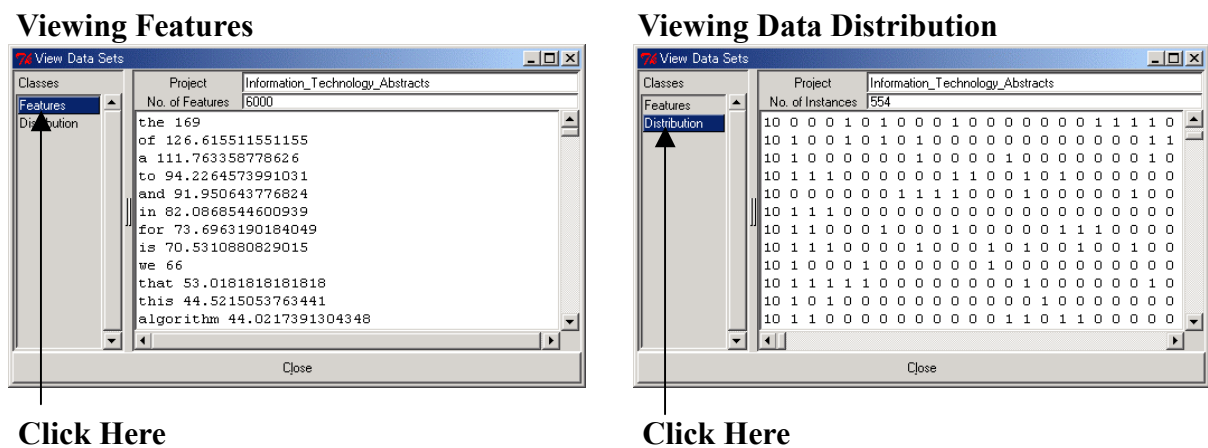 Viewing Features
View Data Sets
Classes
Features
Distribution
Project Information_Technology_Abstracts
No. of Features 6000
the 169
of 126.615511551155
a 111.763358778626
to 94.2264573991031
and 91.950643776824
in 82.0868544600939
for 73.6963190184049
is 70.5310880829015
we 66
that 53.0181818181818
this 44.5215053763441
algorithm 44.0217391304348
Close
Click Here
Viewing Data Distribution
View Data Sets
Classes
Features
Distribution
Project Information_Technology_Abstracts
No. of Instances 554
10 0 0 0 1 0 1 0 0 0 1 0 0 0 0 0 0 0 1 1 1 1 0
10 1 0 0 1 0 1 0 1 0 0 0 0 0 0 0 0 0 0 0 0 1 1
10 1 0 0 0 0 0 0 1 0 0 0 0 1 0 0 0 0 0 0 0 1 0
10 1 1 1 0 0 0 0 0 0 1 1 0 0 1 0 1 0 0 0 0 0 0
10 0 0 0 0 0 0 1 1 1 1 0 0 0 1 0 0 0 0 0 1 0 0
10 1 1 1 0 0 0 0 0 0 0 0 0 0 0 0 0 0 0 0 0 0 0
10 1 1 0 0 0 1 0 0 0 1 0 0 0 0 0 1 1 1 0 0 0 0
10 1 1 1 0 0 0 0 1 0 0 0 1 0 1 0 0 1 0 0 1 0 0
10 1 0 0 0 1 0 0 0 0 0 0 1 0 0 0 0 0 0 0 0 0 0
10 1 1 1 1 1 0 0 0 0 0 0 0 0 1 0 0 0 0 0 0 1 0
10 1 0 1 0 0 0 0 0 0 0 0 0 0 0 1 0 0 0 0 0 0 0
10 1 1 0 0 0 0 0 0 0 0 0 0 1 1 0 1 1 0 0 0 0 0
Close
Click Here